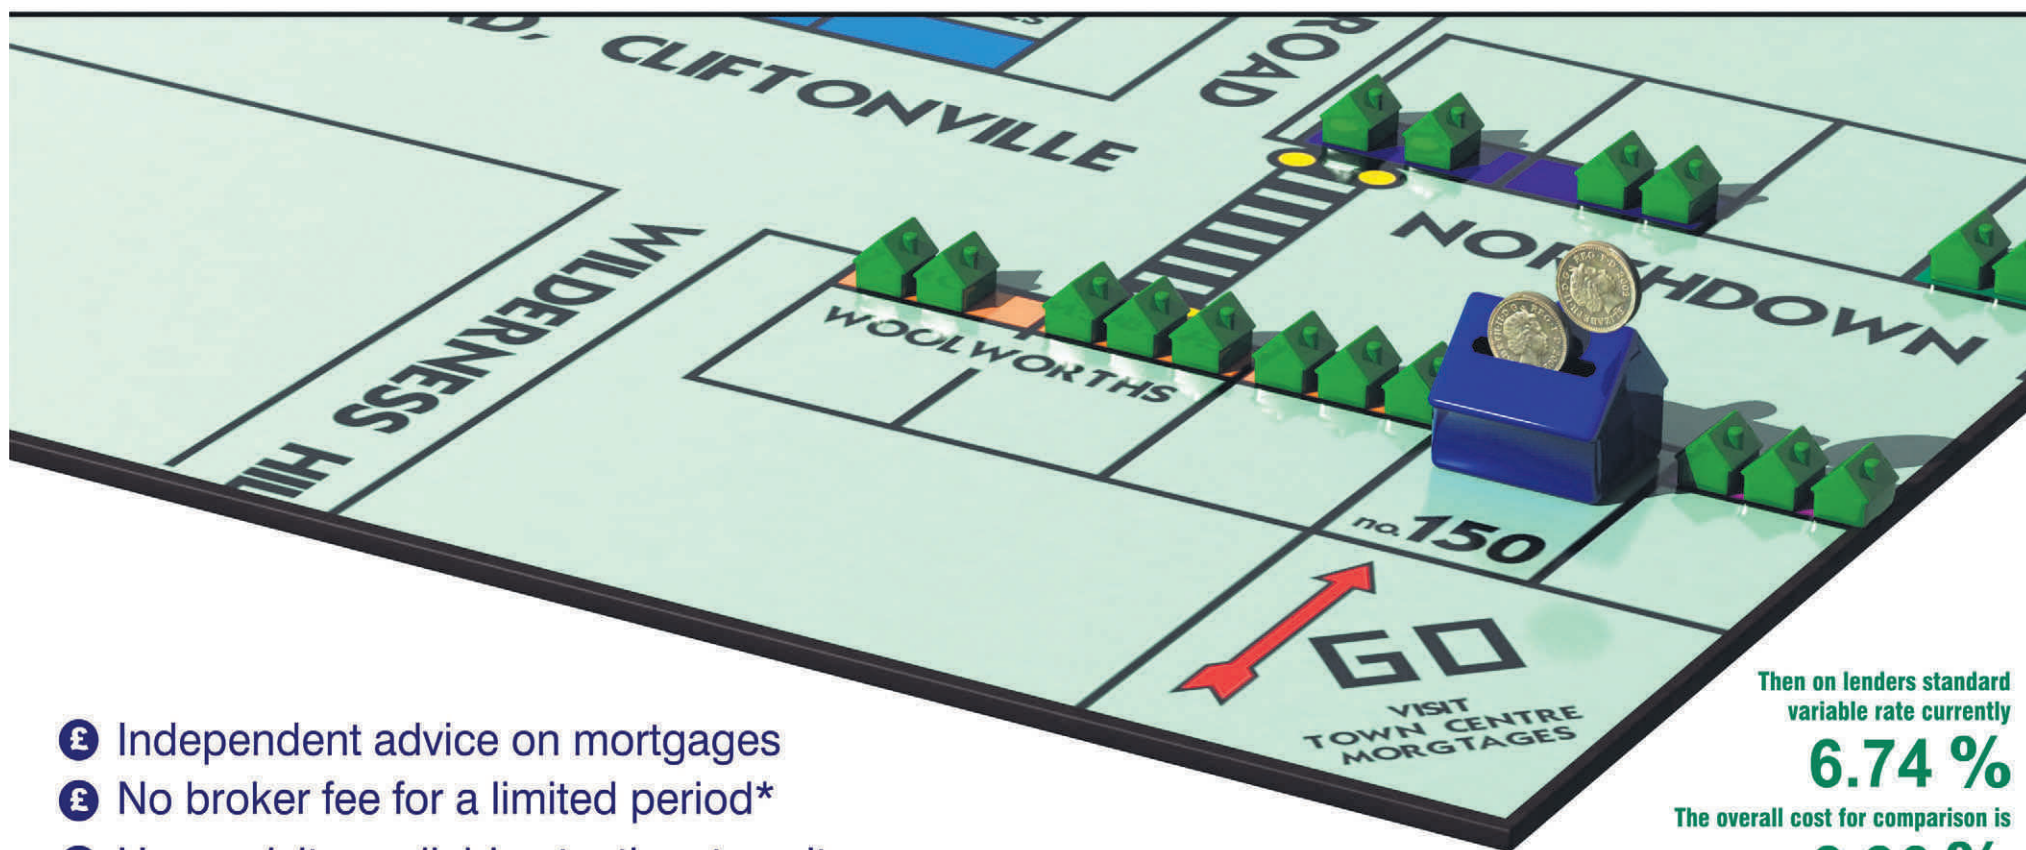 CLIFTONVILLE
ROAD
NORTHDOWN
WILDERNESS
WOOLWORTHS
no.150
GO
VISIT
TOWN CENTRE
MORGTAGES
£ Independent advice on mortgages
£ No broker fee for a limited period*
Then on lenders standard
variable rate currently
6.74 %
The overall cost for comparison is